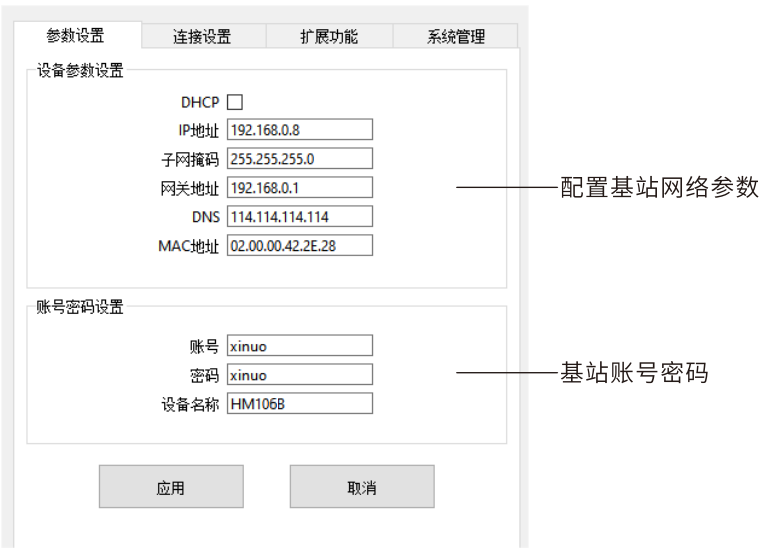 参数设置 连接设置 扩展功能 系统管理
设备参数设置
DHCP
IP地址 192.168.0.8
子网掩码 255.255.255.0
网关地址 192.168.0.1
配置基站网络参数
DNS 114.114.114.114
MAC地址 02.00.00.42.2E.28
账号密码设置
账号 xinuo
密码 xinuo
基站账号密码
设备名称 HM106B
应用 取消